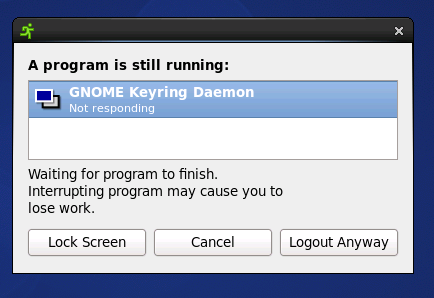 A program is still running:
GNOME Keyring Daemon
Not responding
Waiting for program to finish.
Interrupting program may cause you to
lose work.
Lock Screen
Cancel
Logout Anyway